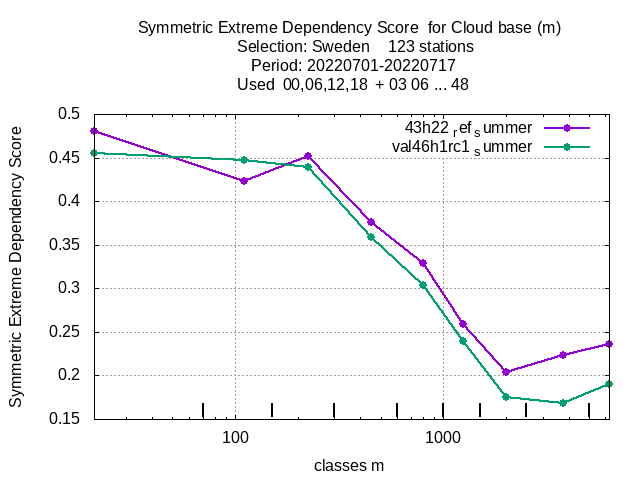 Symmetric Extreme Dependency Score for Cloud base (m)
Selection: Sweden 123 stations
Period: 20220701-20220717
Used 00,06,12,18 + 03 06 ... 48
43h22 ref summer
val46h1rc1 summer
0.5
0.45
0.4
0.35
0.3
0.25
0.2
0.15
Symmetric Extreme Dependency Score
100
1000
classes m